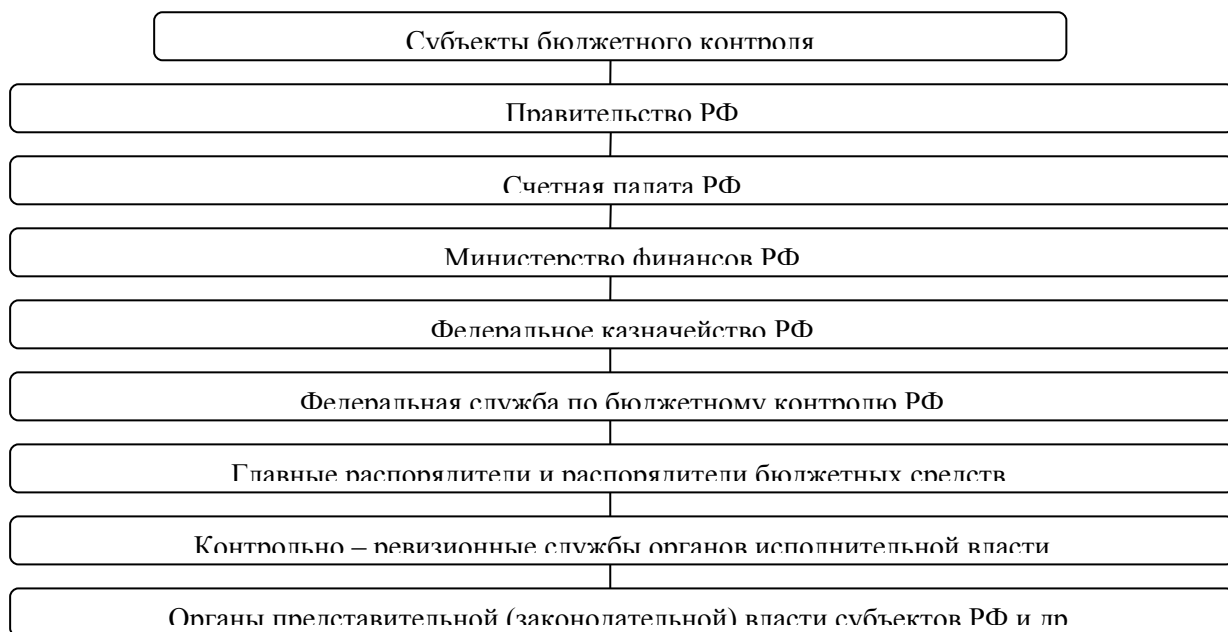 Субъекты бюджетного контроля
Правительство РФ
Счетная палата РФ
Министерство финансов РФ
Федеральное казначейство РФ
Федеральная служба по бюджетному контролю РФ
Главные распорядители и распорядители бюджетных средств
Контрольно – ревизионные службы органов исполнительной власти
Органы представительной (законодательной) власти субъектов РФ и др